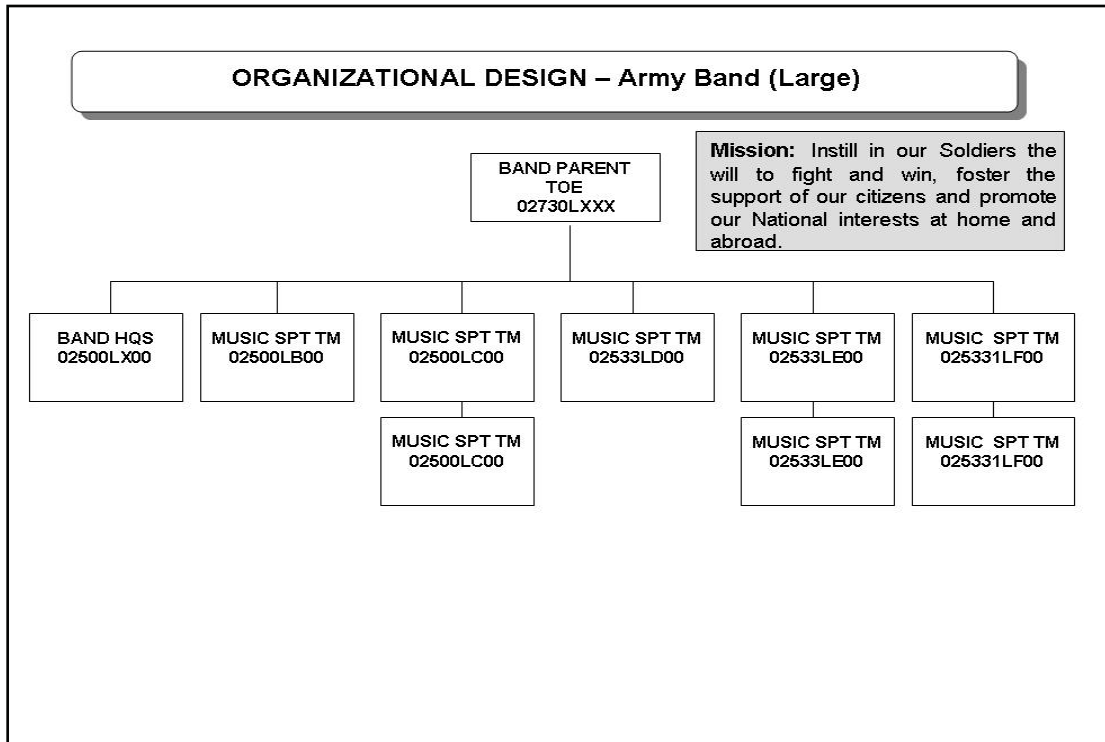 ORGANIZATIONAL DESIGN – Army Band (Large)
BAND PARENT
TOE
02730LXXX
Mission: Instill in our Soldiers the
will to fight and win, foster the
support of our citizens and promote
our National interests at home and
abroad.
BAND HQS
02500LX00
MUSIC SPT TM
02500LB00
MUSIC SPT TM
02500LC00
MUSIC SPT TM
02533LD00
MUSIC SPT TM
02533LE00
MUSIC SPT TM
025331LF00
MUSIC SPT TM
02500LC00
MUSIC SPT TM
02533LE00
MUSIC SPT TM
025331LF00